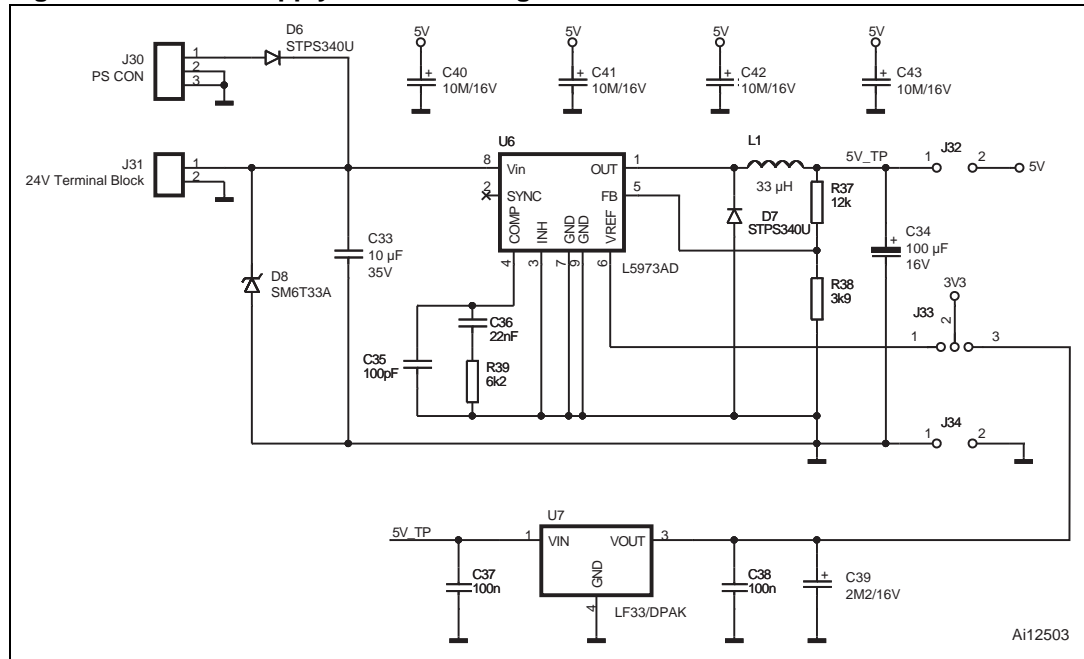 D6
STPS340U
J30
PS CON
1
2
3
5V
C40
10M/16V
5V
C41
10M/16V
5V
C42
10M/16V
5V
C43
10M/16V
J31
24V Terminal Block
1
2
U6
8
Vin
OUT
1
2
SYNC
FB
5
COMP
INH
GND
GND
VREF
4
3
7
9
6
L5973AD
L1
33 µH
5V_TP
J32
1
2
5V
R37
12k
D7
STPS340U
C34
100 µF
16V
R38
3k9
C33
10 µF
35V
D8
SM6T33A
C36
22nF
C35
100pF
R39
6k2
3V3
J33
1
2
3
J34
1
2
U7
5V_TP
1
VIN
VOUT
3
GND
4
LF33/DPAK
C37
100n
C38
100n
C39
2M2/16V
Ai12503